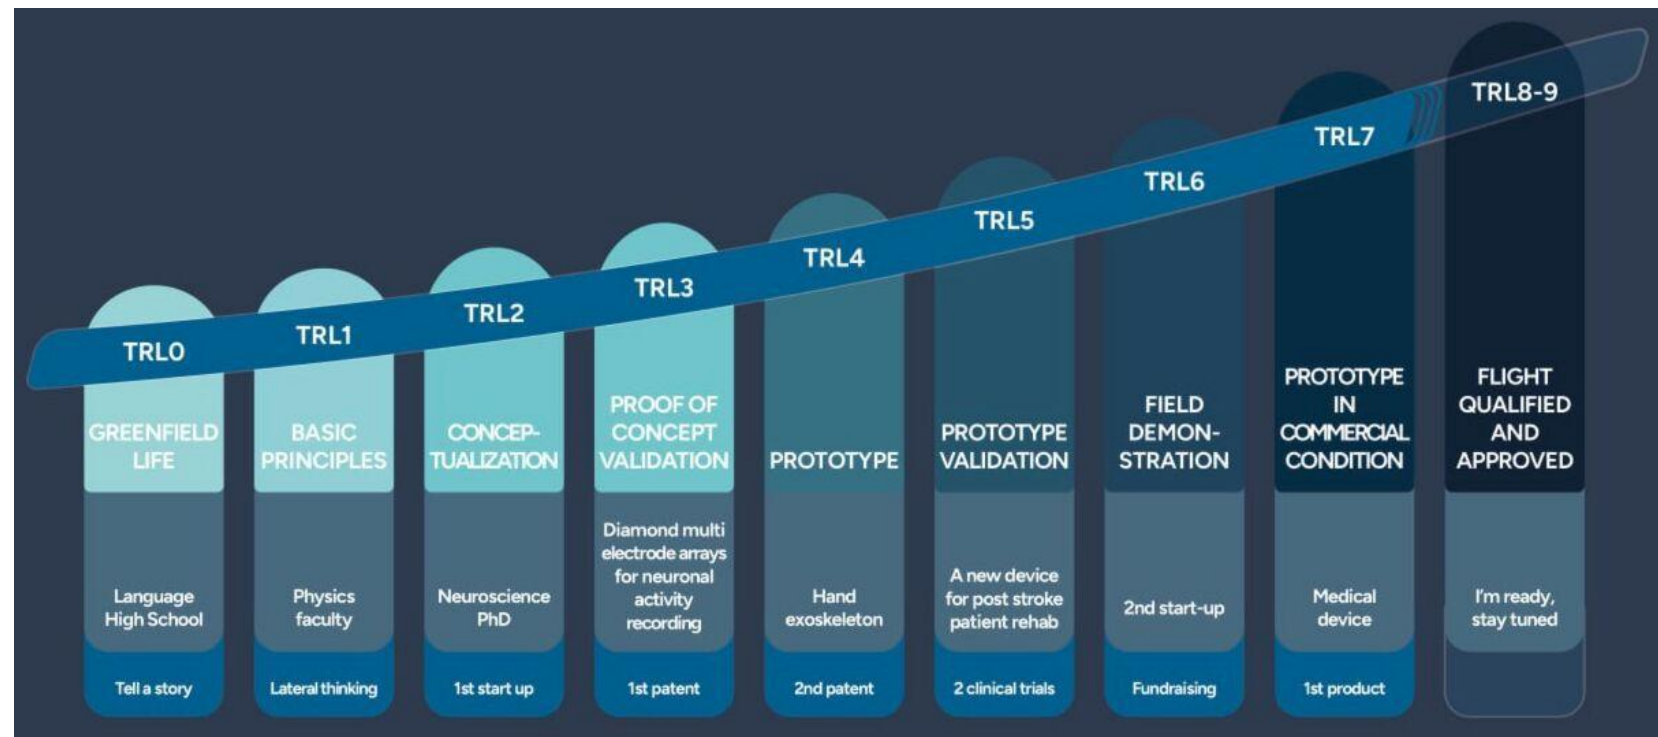 TRL0
GREENFIELD
LIFE
Language
High School
Tell a story
TRL1
BASIC
PRINCIPLES
Physics
faculty
Lateral thinking
TRL2
CONCEP-
TUALIZATION
Neuroscience
PhD
1st start up
TRL3
PROOF OF
CONCEPT
VALIDATION
Diamond multi
electrode arrays
for neuronal
activity
recording
1st patent
TRL4
PROTOTYPE
Hand
exoskeleton
2nd patent
TRL5
PROTOTYPE
VALIDATION
A new device
for post stroke
patient rehab
2 clinical trials
TRL6
FIELD
DEMON-
STRATION
2nd start-up
Fundraising
TRL7
PROTOTYPE
IN
COMMERCIAL
CONDITION
Medical
device
1st product
TRL8-9
FLIGHT
QUALIFIED
AND
APPROVED
I'm ready,
stay tuned